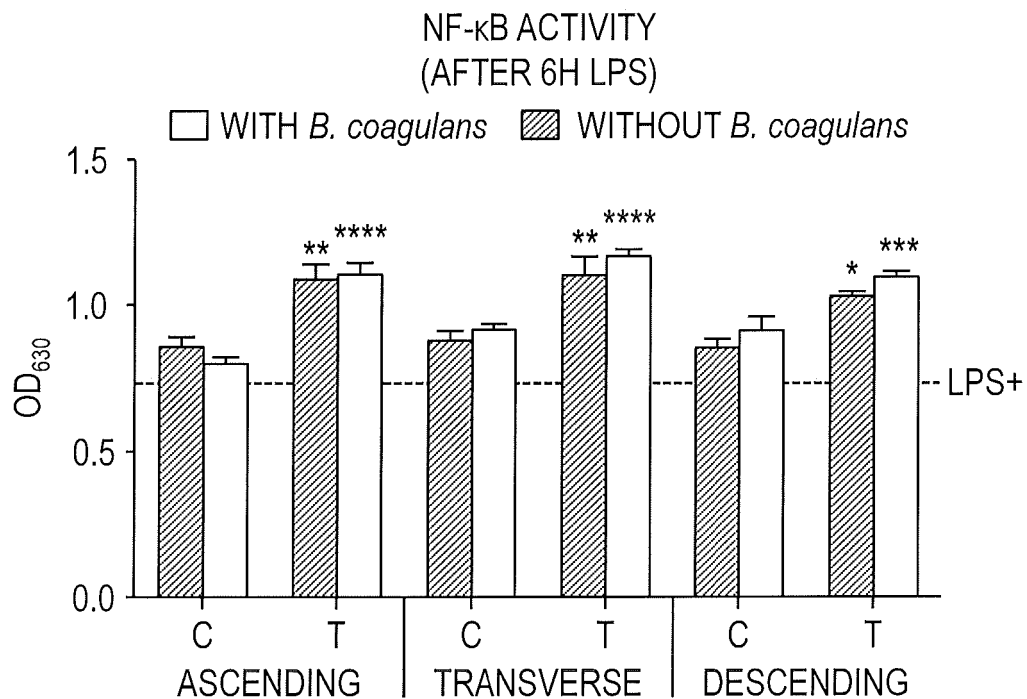 NF-κB ACTIVITY
(AFTER 6H LPS)
WITH B. coagulans WITHOUT B. coagulans
1.5
1.0
0.5
0.0
OD630
** **** ** **** * ***
LPS+
C T C T C T
ASCENDING TRANSVERSE DESCENDING